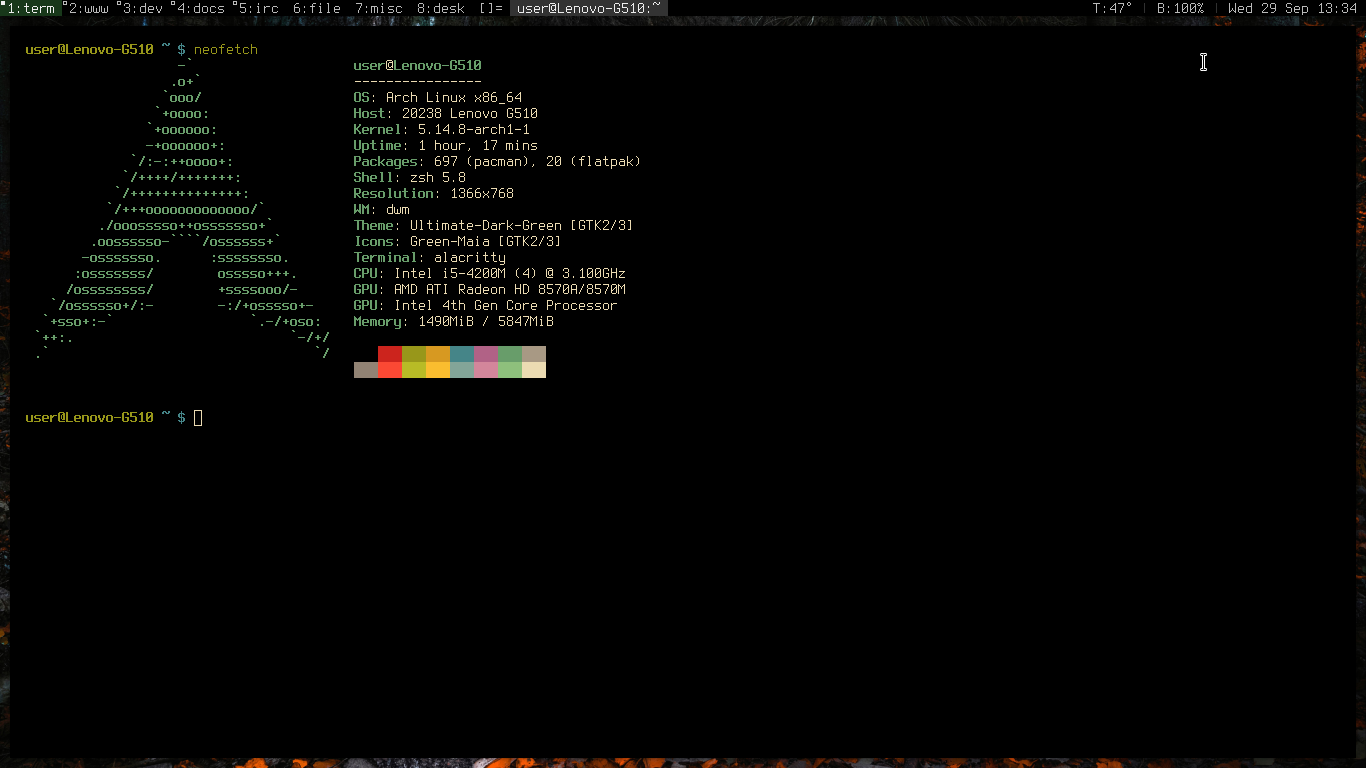 1:term 2:www 3:dev 4:docs 5:irc 6:file 7:misc 8:desk []= user@Lenovo-G510:~ T:47° | B:100% | Wed 29 Sep 13:34
user@Lenovo-G510 ~ $ neofetch
-`
.o+`
`ooo/
`+oooo:
`+oooooo:
-+oooooo+:
`/:-:++oooo+:
`/++++/+++++++:
`/++++++++++++++:
`/+++ooooooooooooo/`
./ooosssso++osssssso+`
.oossssso-````/ossssss+`
-osssssso.      :ssssssso.
:osssssss/        osssso+++.
/ossssssss/        +ssssooo/-
`/ossssso+/:-        -:/+osssso+-
`+sso+:-`                 `.-/+oso:
`++:.                           `-/+/
.`                                 `/
user@Lenovo-G510
----------------
OS: Arch Linux x86_64
Host: 20238 Lenovo G510
Kernel: 5.14.8-arch1-1
Uptime: 1 hour, 17 mins
Packages: 697 (pacman), 20 (flatpak)
Shell: zsh 5.8
Resolution: 1366x768
WM: dwm
Theme: Ultimate-Dark-Green [GTK2/3]
Icons: Green-Maia [GTK2/3]
Terminal: alacritty
CPU: Intel i5-4200M (4) @ 3.100GHz
GPU: AMD ATI Radeon HD 8570A/8570M
GPU: Intel 4th Gen Core Processor
Memory: 1490MiB / 5847MiB
user@Lenovo-G510 ~ $